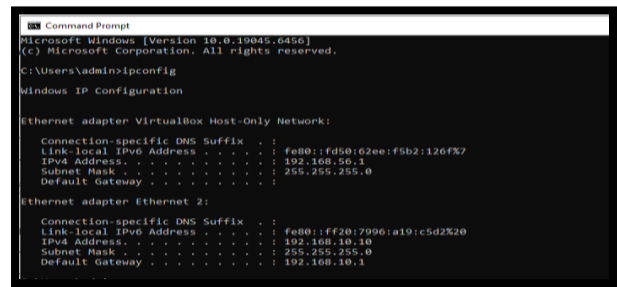 Command Prompt
Microsoft Windows [Version 10.0.19045.6456]
(c) Microsoft Corporation. All rights reserved.
C:\Users\admin>ipconfig
Windows IP Configuration
Ethernet adapter VirtualBox Host-Only Network:
Connection-specific DNS Suffix . :
Link-local IPv6 Address . . . . . : fe80::fd50:62ee:f5b2:126f%7
IPv4 Address. . . . . . . . . . . : 192.168.56.1
Subnet Mask . . . . . . . . . . . : 255.255.255.0
Default Gateway . . . . . . . . . :
Ethernet adapter Ethernet 2:
Connection-specific DNS Suffix . :
Link-local IPv6 Address . . . . . : fe80::ff20:7996:a19:c5d2%20
IPv4 Address. . . . . . . . . . . : 192.168.10.10
Subnet Mask . . . . . . . . . . . : 255.255.255.0
Default Gateway . . . . . . . . . : 192.168.10.1